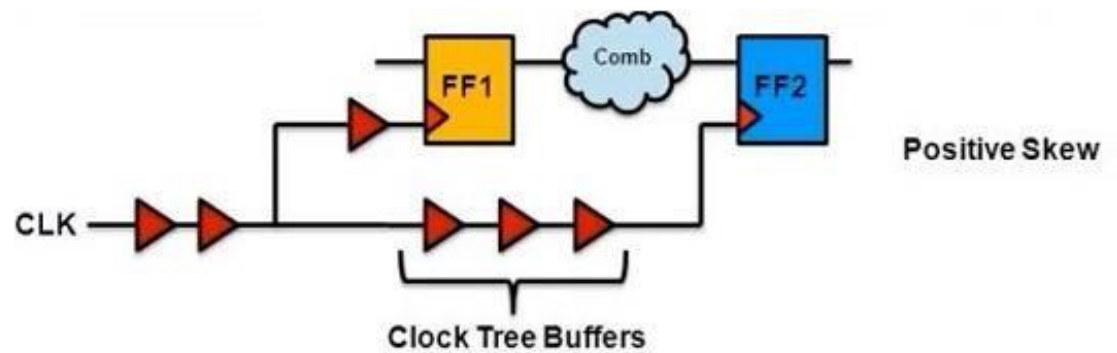 Comb
FF1
FF2
Positive Skew
CLK
Clock Tree Buffers